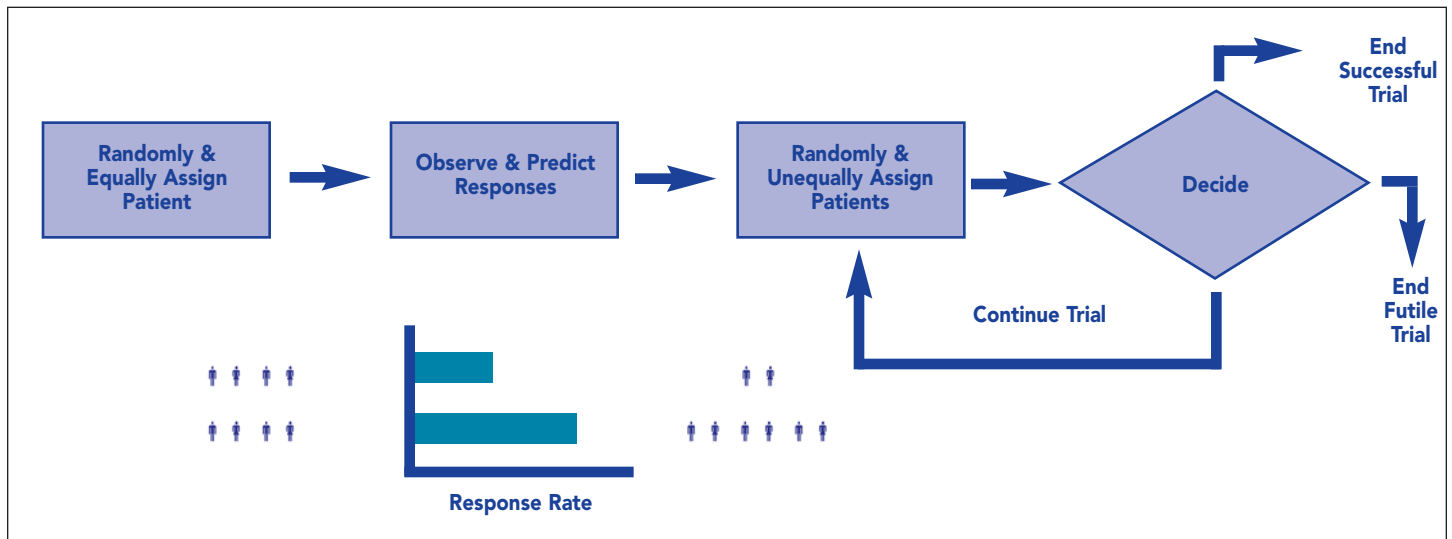 Randomly &
Equally Assign
Patient
Observe & Predict
Responses
Randomly &
Unequally Assign
Patients
Decide
End
Successful
Trial
End
Futile
Trial
Continue Trial
Response Rate